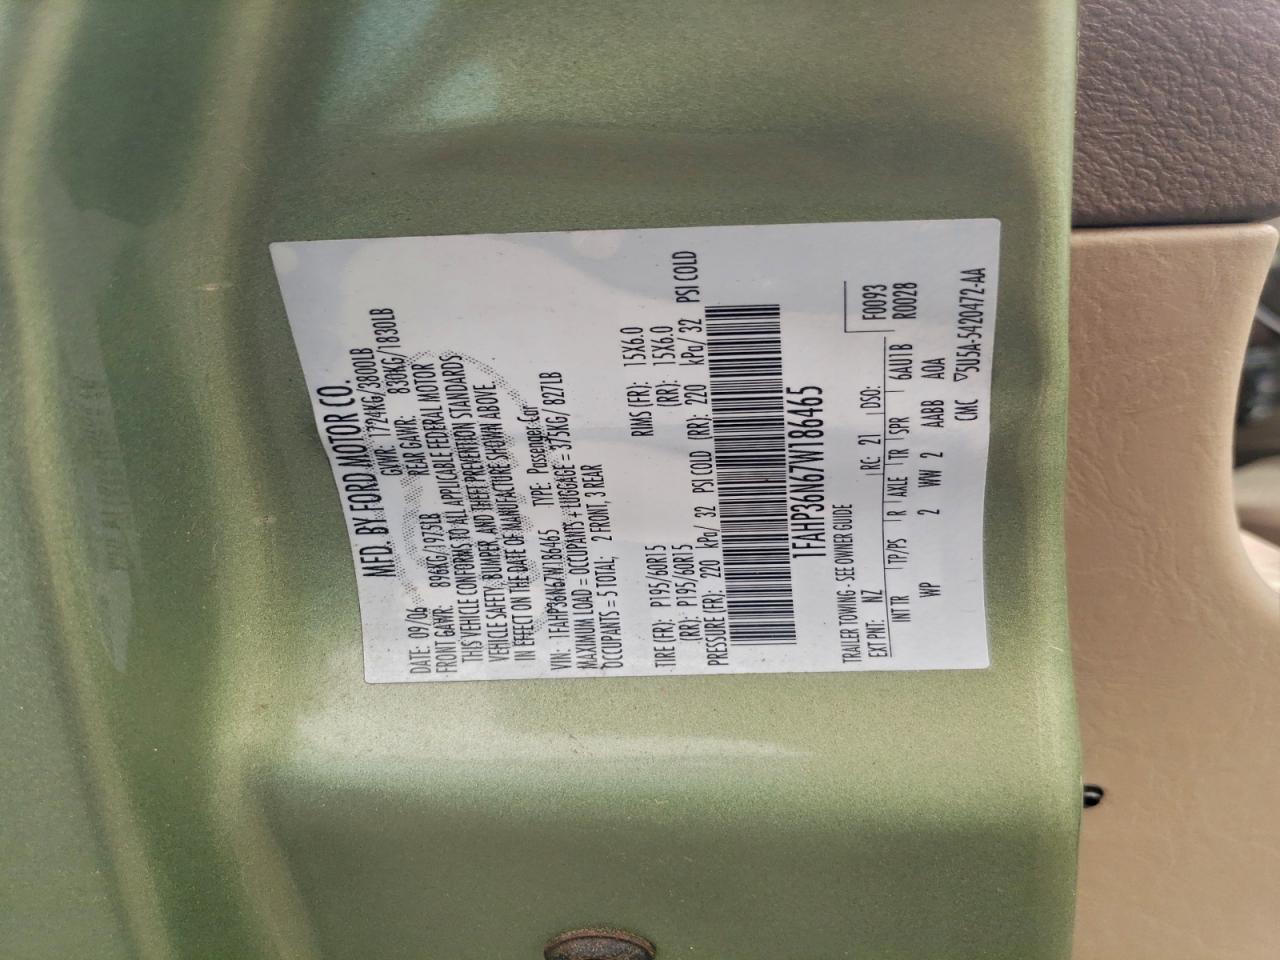 MFD. BY FORD MOTOR CO.
DATE: 09/06 GVWR: 1724KG/3800LB
FRONT GAWR: 896KG/1975LB REAR GAWR: 830KG/1830LB
THIS VEHICLE CONFORMS TO ALL APPLICABLE FEDERAL MOTOR
VEHICLE SAFETY, BUMPER, AND THEFT PREVENTION STANDARDS
IN EFFECT ON THE DATE OF MANUFACTURE SHOWN ABOVE.
VIN: 1FAHP36N67W186465 TYPE: Passenger Car
MAXIMUM LOAD = OCCUPANTS + LUGGAGE = 375KG/ 827LB
OCCUPANTS = 5 TOTAL; 2 FRONT, 3 REAR
TIRE (FR): P195/60R15 RIMS (FR): 15X6.0
(RR): P195/60R15 (RR): 15X6.0
PRESSURE (FR): 220 kPa/ 32 PSI COLD (RR): 220 kPa/ 32 PSI COLD
1FAHP36N67W186465
TRAILER TOWING - SEE OWNER GUIDE F0093
EXT PNT: NZ RC: 21 DSO: R0028
INT TR TP/PS R AXLE TR SPR 6AU1B
WP 2 WW 2 AABB A0A
CMC ▽5U5A-5420472-AA